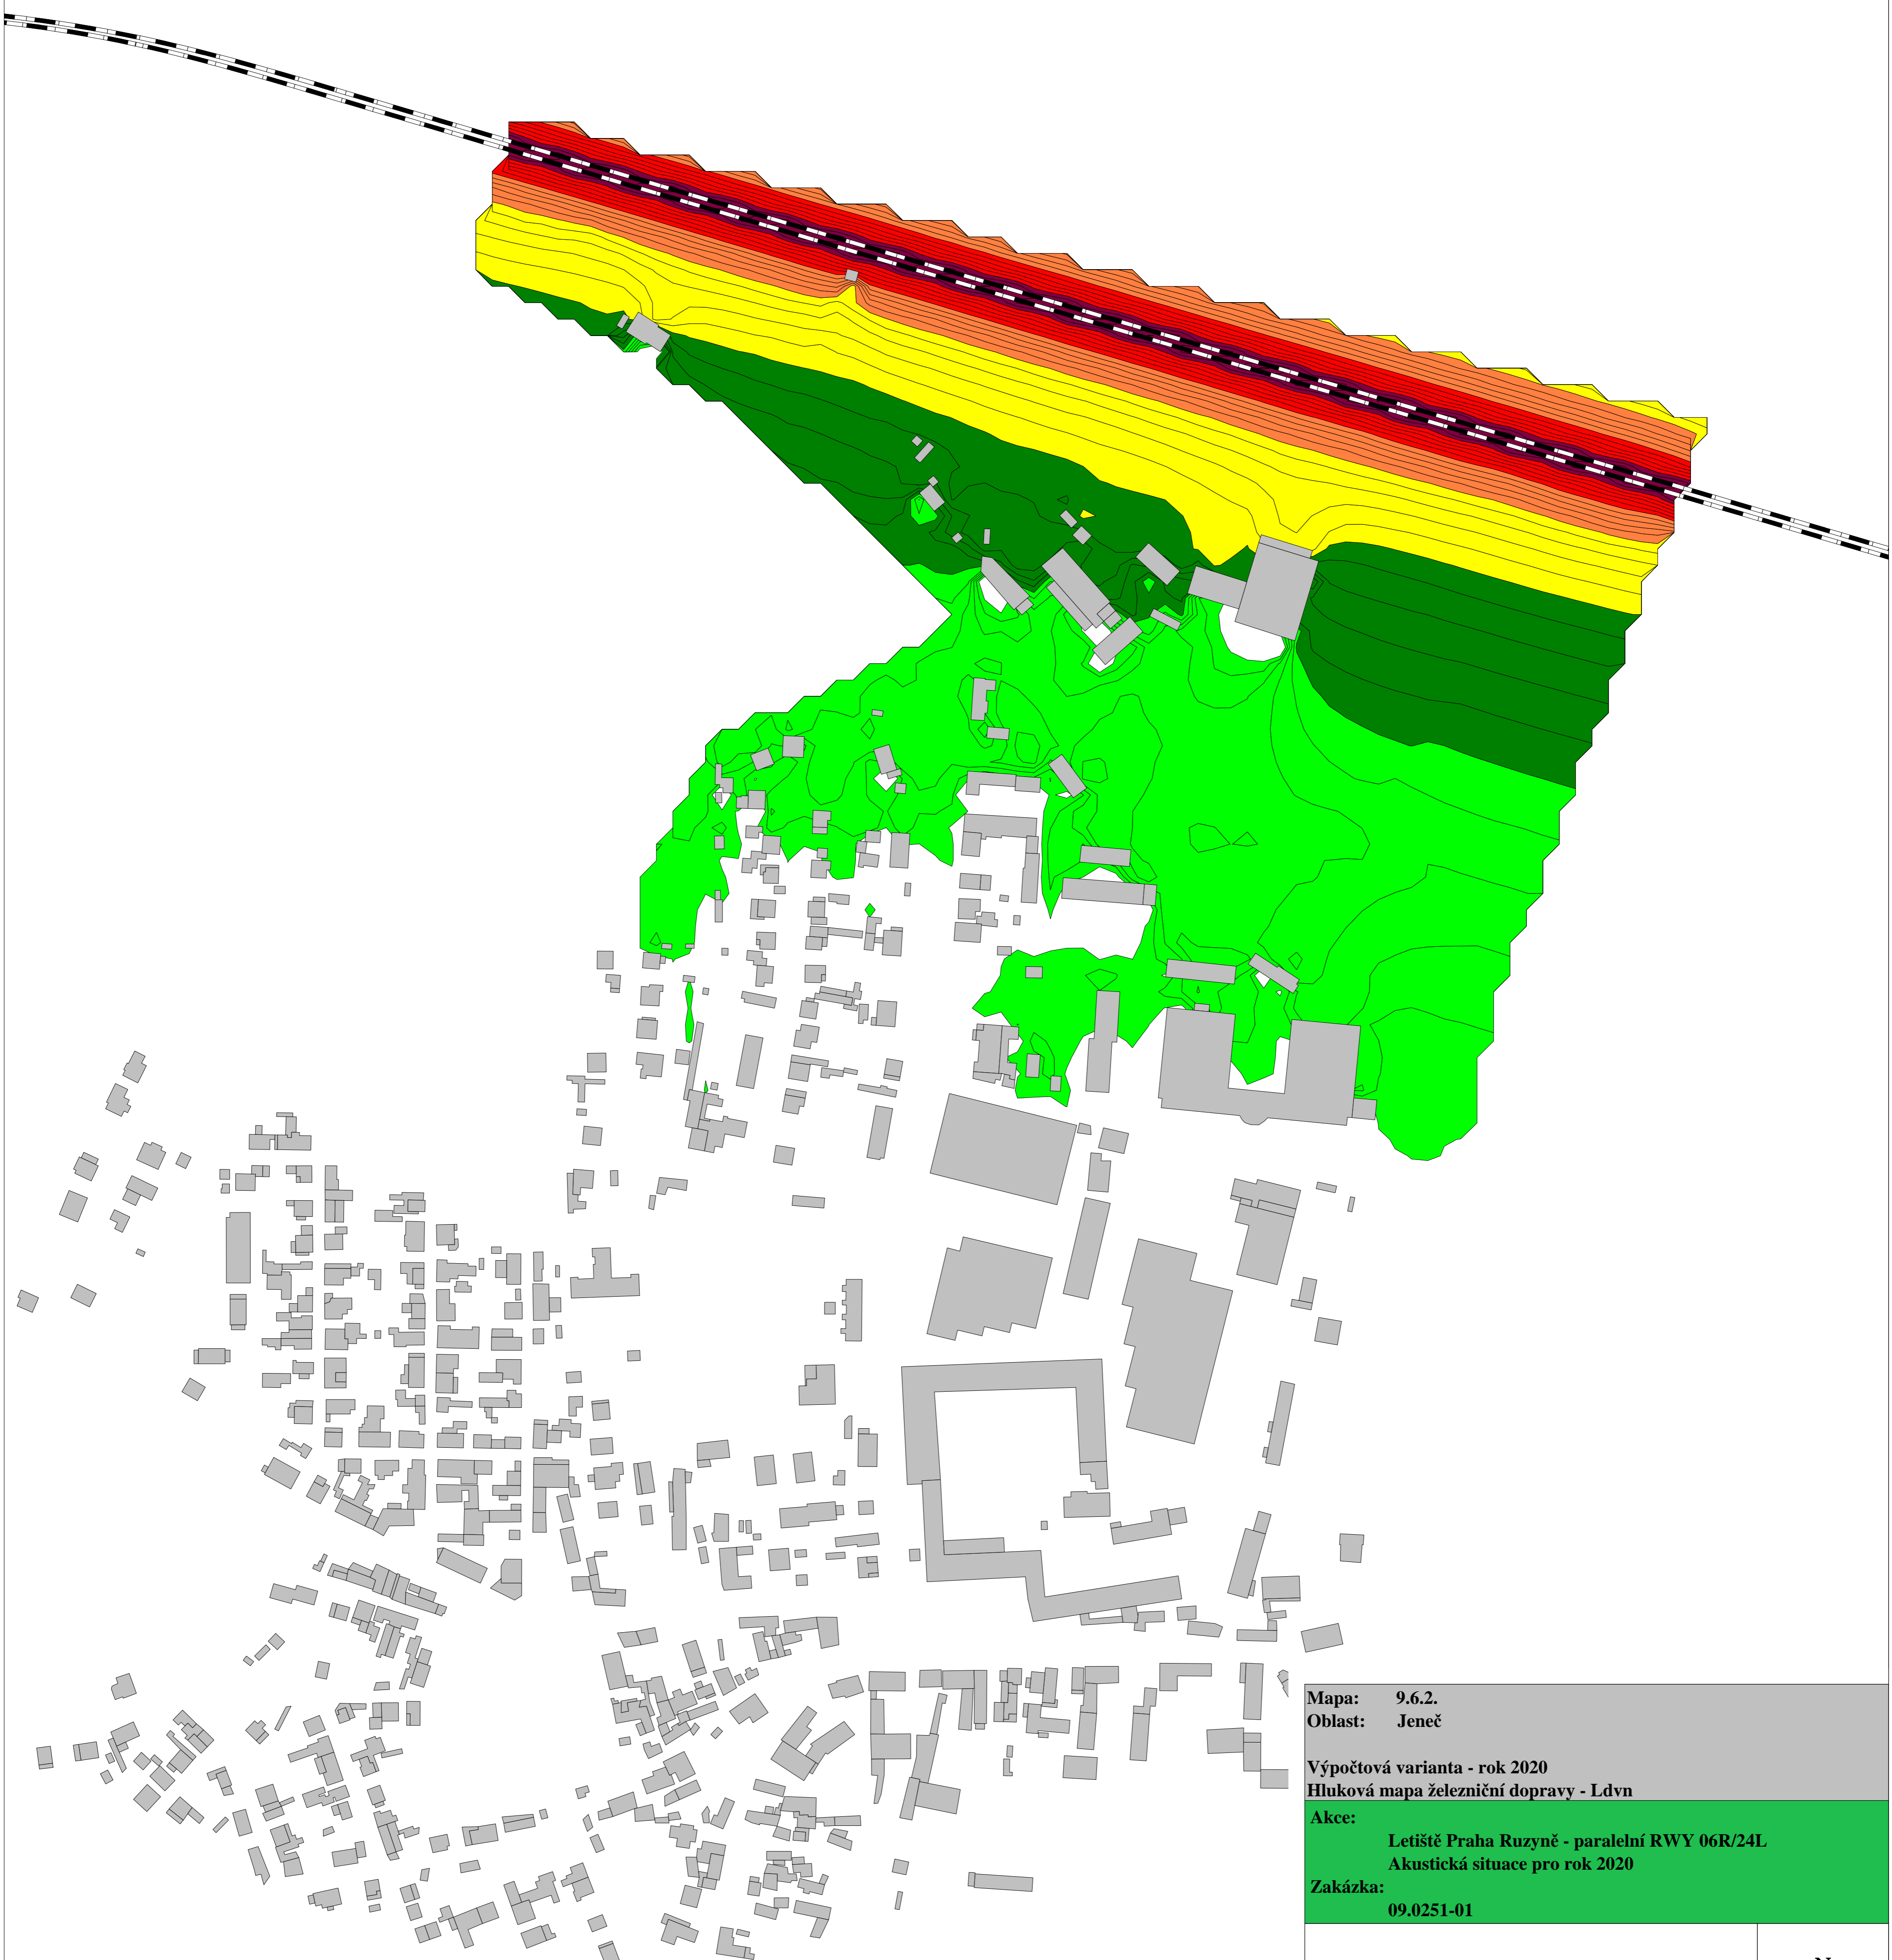 Mapa: 9.6.2.
Oblast: Jeneč
Výpočtová varianta - rok 2020
Hluková mapa železniční dopravy - Ldvn
Akce:
Letiště Praha Ruzyně - paralelní RWY 06R/24L
Akustická situace pro rok 2020
Zakázka:
09.0251-01